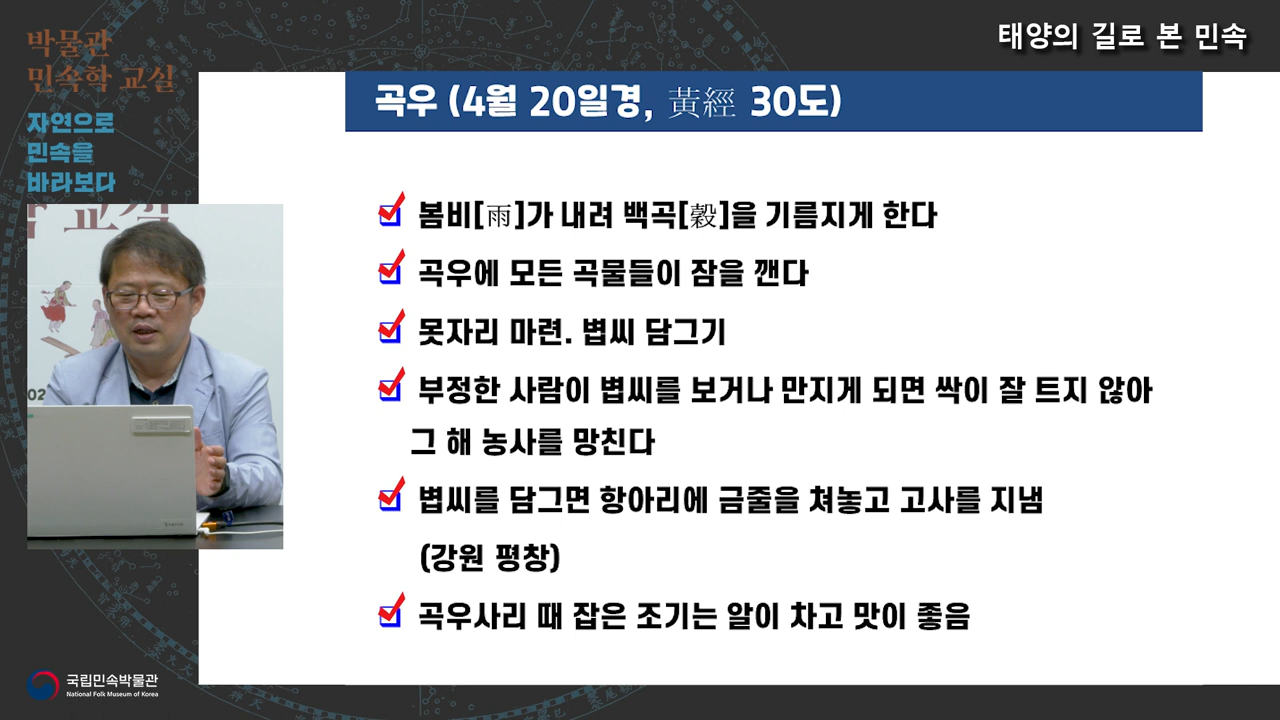 태양의 길로 본 민속
박물관
민속학 교실
자연으로
민속을
바라보다
곡우 (4월 20일경, 黃經 30도)
봄비[雨]가 내려 백곡[穀]을 기름지게 한다
곡우에 모든 곡물들이 잠을 깬다
못자리 마련. 볍씨 담그기
부정한 사람이 볍씨를 보거나 만지게 되면 싹이 잘 트지 않아
그 해 농사를 망친다
볍씨를 담그면 항아리에 금줄을 쳐놓고 고사를 지냄
(강원 평창)
곡우사리 때 잡은 조기는 알이 차고 맛이 좋음
교실
국립민속박물관
National Folk Museum of Korea